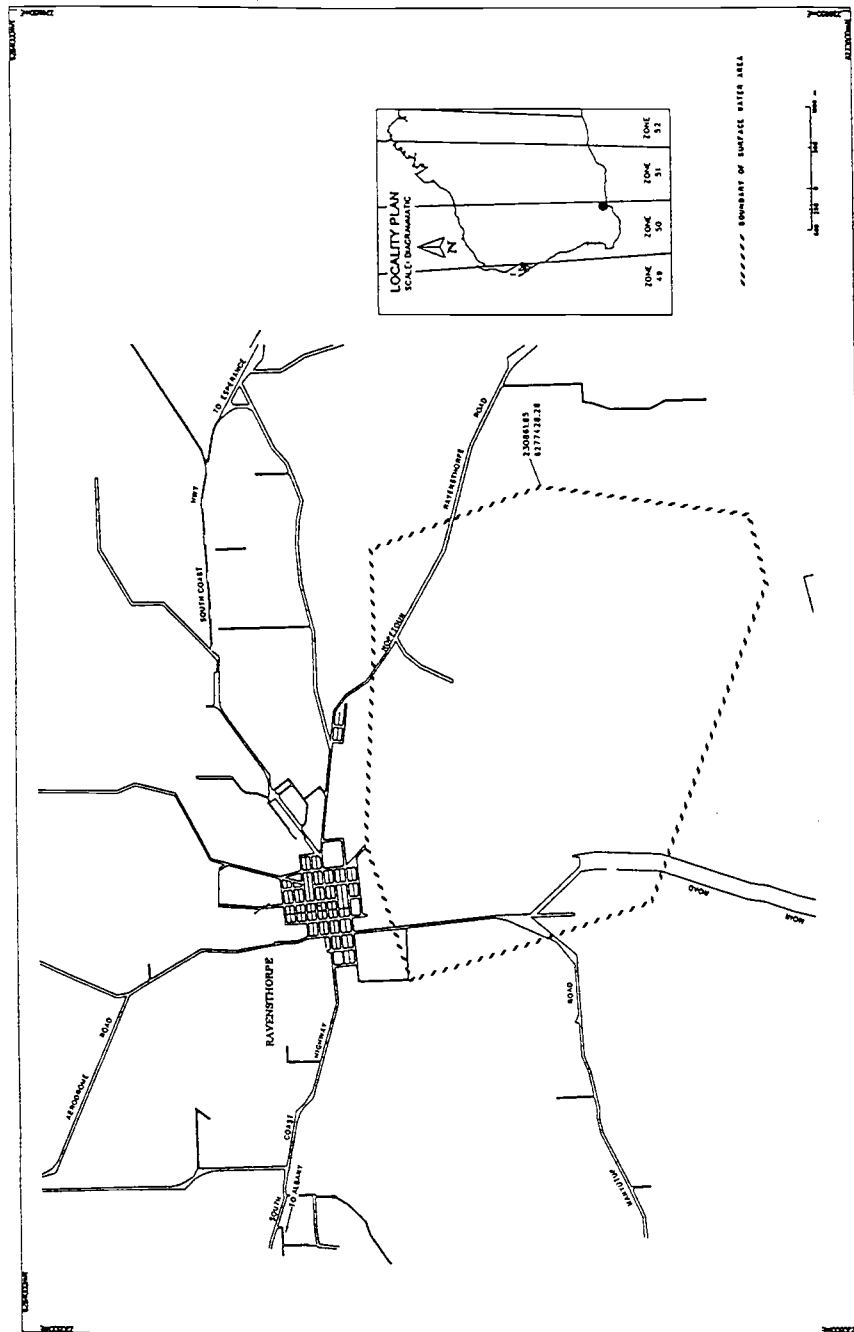 LOCALITY PLAN
SCALE: DIAGRAMMATIC
N
ZONE
49
ZONE
50
ZONE
51
ZONE
52
BOUNDARY OF SURFACE WATER AREA
TO ESPERANCE
HWY
SOUTH COAST
RAVENSTHORPE
ROAD
230861.85
6277428.28
HOPETOUN
RAVENSTHORPE
AERODROME
ROAD
HIGHWAY
COAST
SOUTH
TO ALBANY
ROAD
MOIR
ROAD